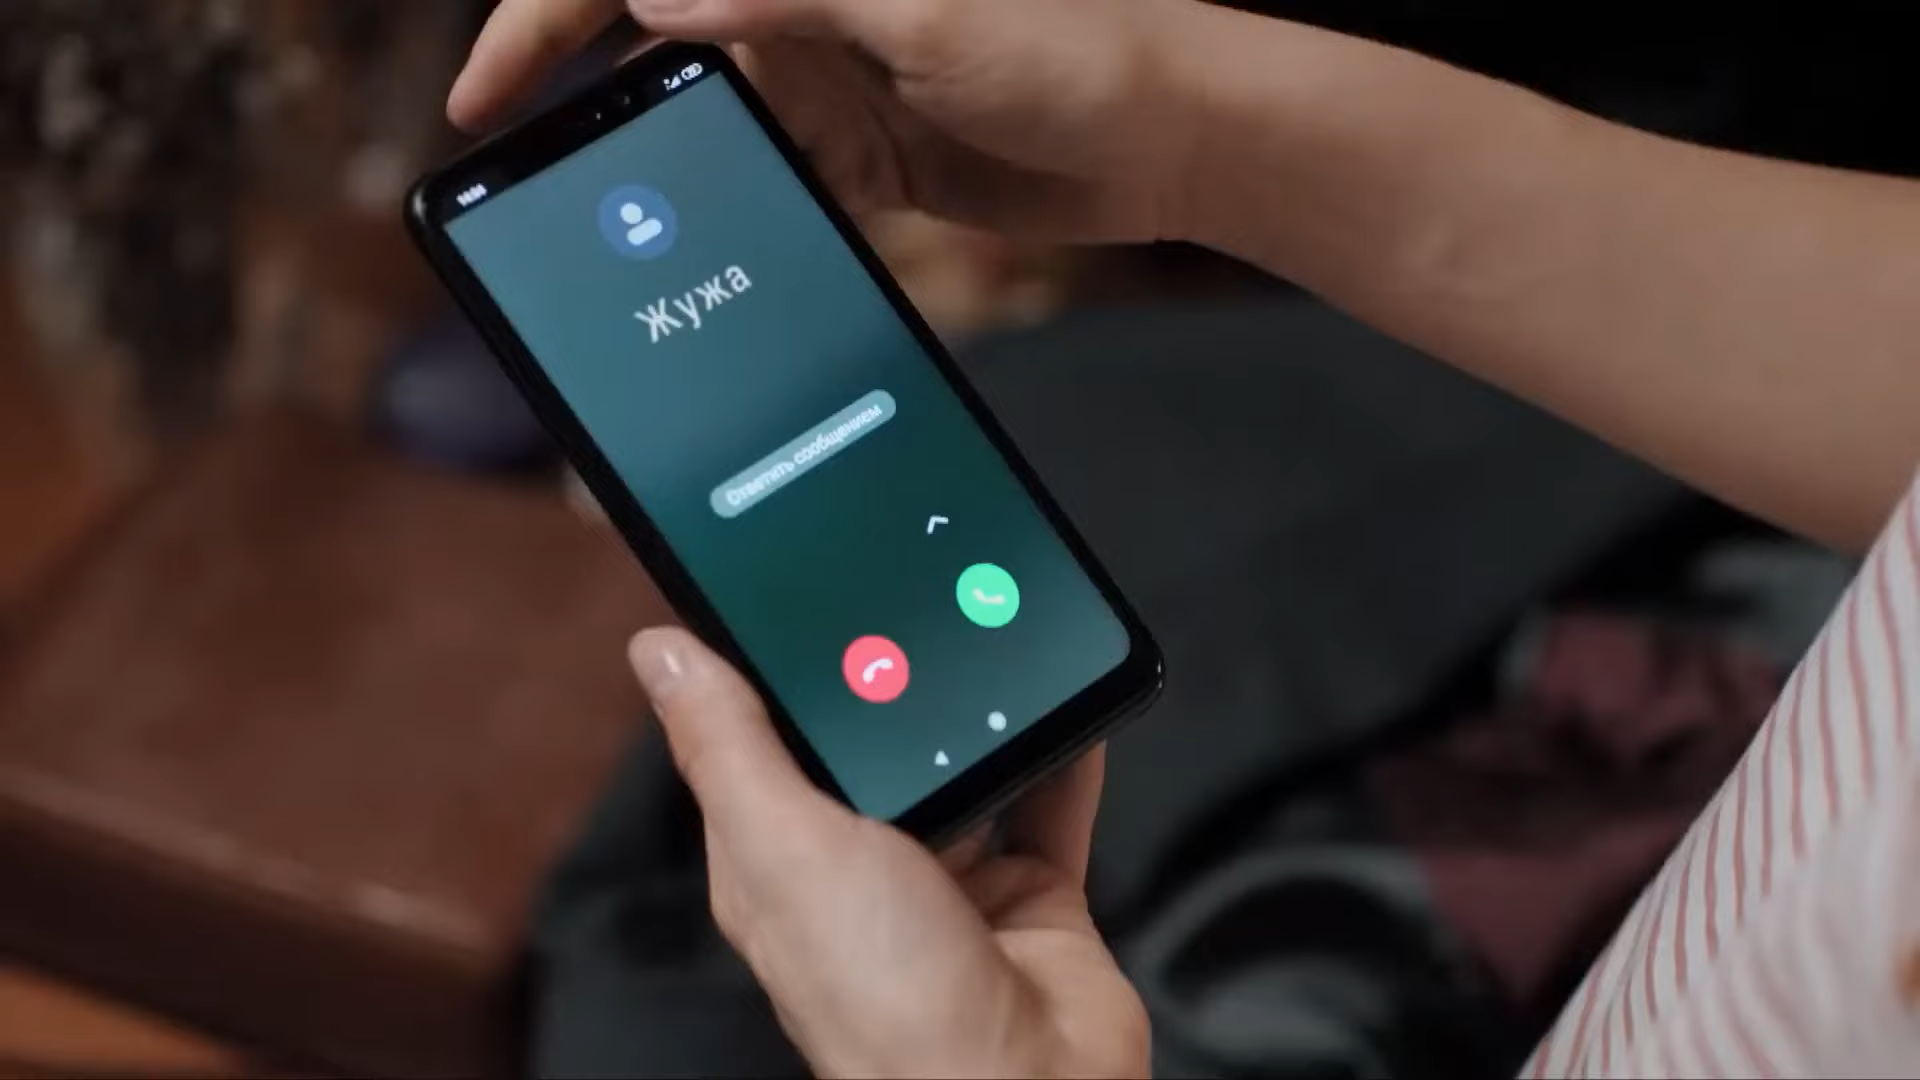 Жужа
Ответить сообщением